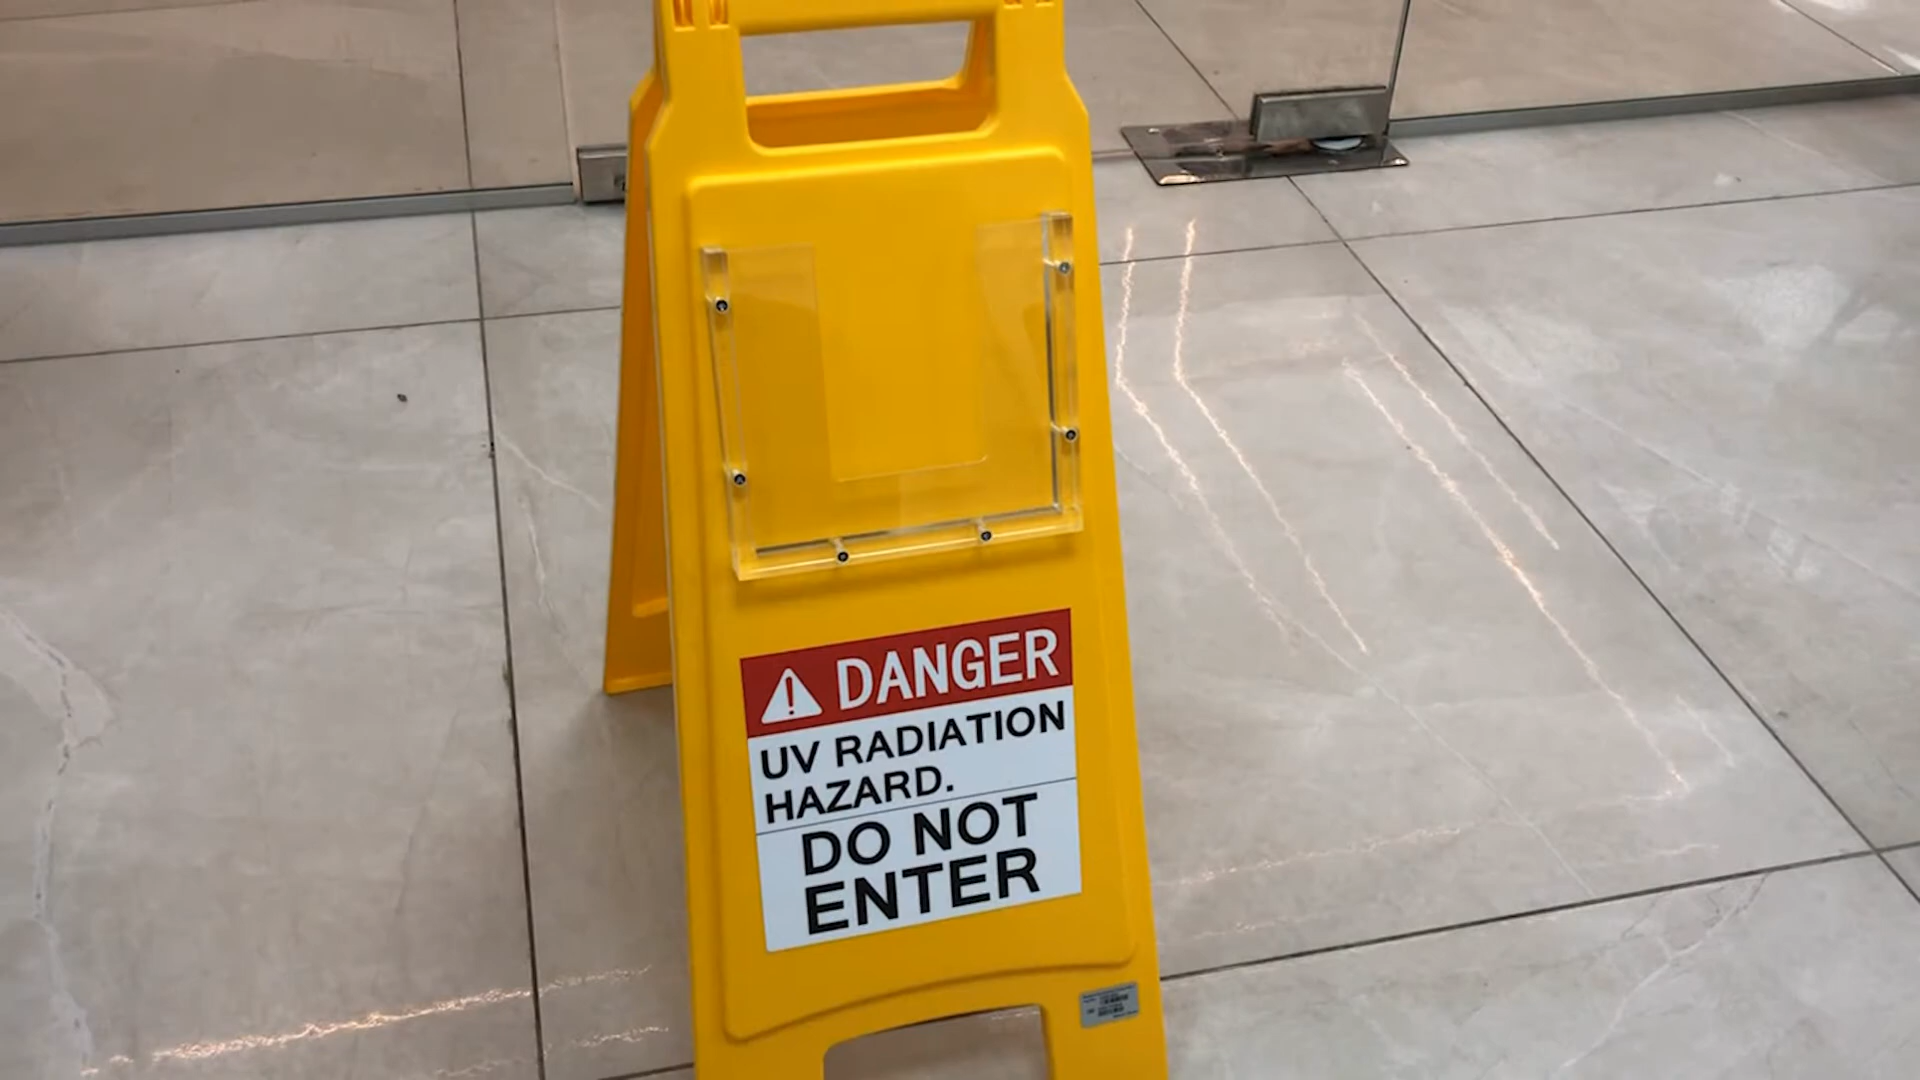 DANGER
UV RADIATION
HAZARD.
DO NOT
ENTER